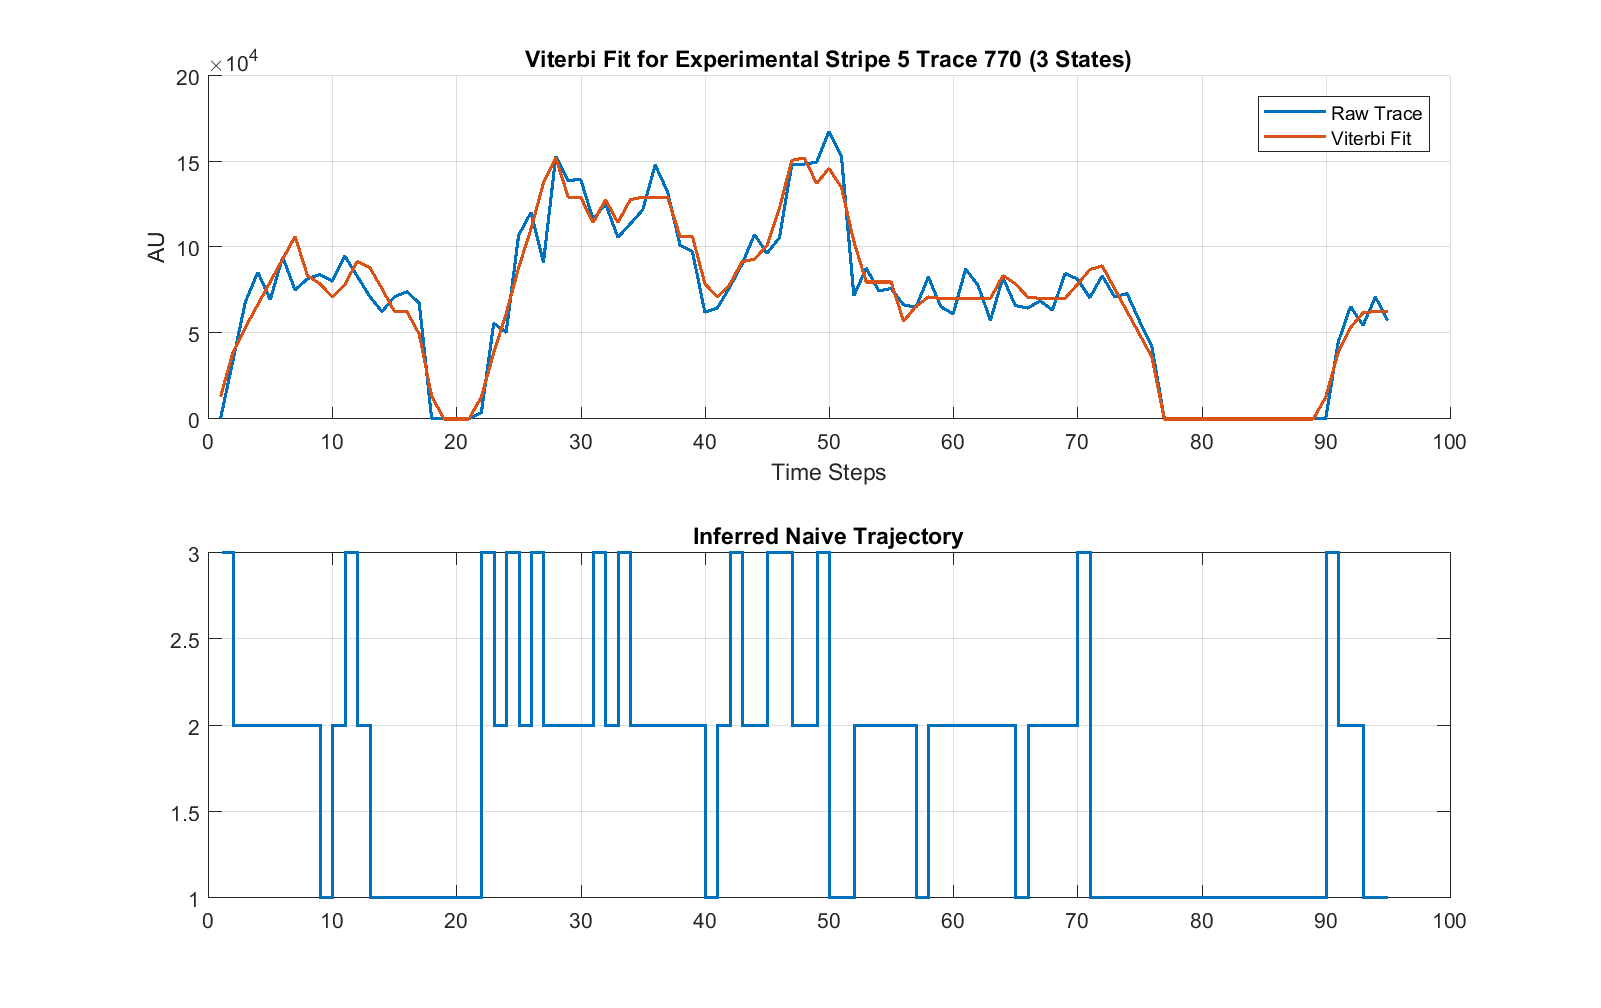 Viterbi Fit for Experimental Stripe 5 Trace 770 (3 States)
×10⁴
20
15
10
5
0
AU
Raw Trace
Viterbi Fit
0 10 20 30 40 50 60 70 80 90 100
Time Steps
Inferred Naive Trajectory
3
2.5
2
1.5
1
0 10 20 30 40 50 60 70 80 90 100